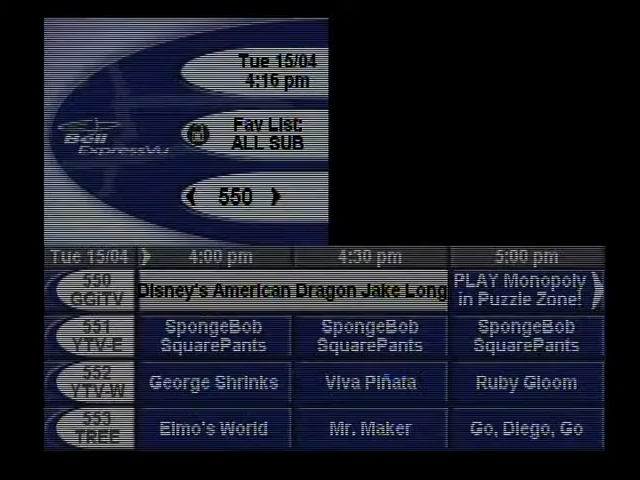 Tue 15/04
4:16 pm
Bell
ExpressVu
Fav List:
ALL SUB
550
Tue 15/04 4:00 pm 4:30 pm 5:00 pm
550
GGITV
Disney's American Dragon Jake Long
PLAY Monopoly
in Puzzle Zone!
551
YTV-E
SpongeBob
SquarePants
SpongeBob
SquarePants
SpongeBob
SquarePants
552
YTV-W
George Shrinks
Viva Piñata
Ruby Gloom
553
TREE
Elmo's World
Mr. Maker
Go, Diego, Go